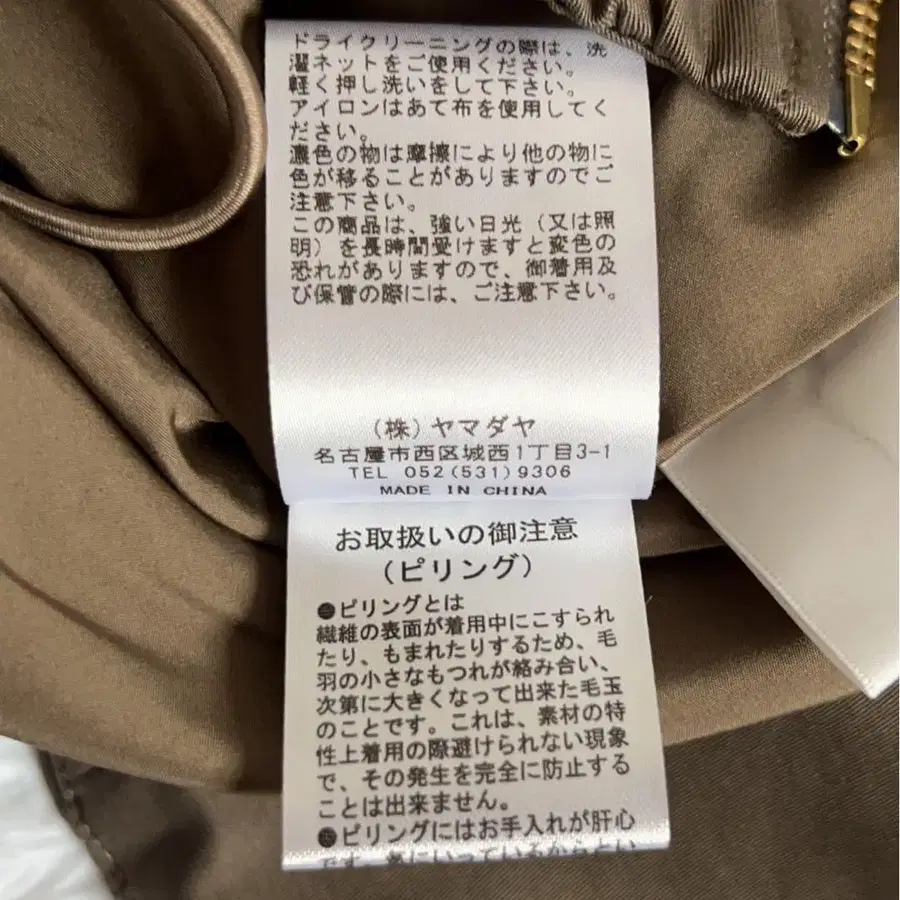 ドライクリーニングの際は、洗
濯ネットをご使用ください。
軽く押し洗いをして下さい。
アイロンはあて布を使用してく
ださい。
濃色の物は摩擦により他の物に
色が移ることがありますのでご
注意下さい。
この商品は、強い日光(又は照
明)を長時間受けますと変色の
恐れがありますので、御着用及
び保管の際には、ご注意下さい。
(株)ヤマダヤ
名古屋市西区城西1丁目3-1
TEL 052(531)9306
MADE IN CHINA
お取扱いの御注意
(ピリング)
●ピリングとは
繊維の表面が着用中にこすられ
たり、もまれたりするため、毛
羽の小さなもつれが絡み合い、
次第に大きくなって出来た毛玉
のことです。これは、素材の特
性上着用の際避けられない現象
で、その発生を完全に防止する
ことは出来ません。
●ピリングにはお手入れが肝心
です。